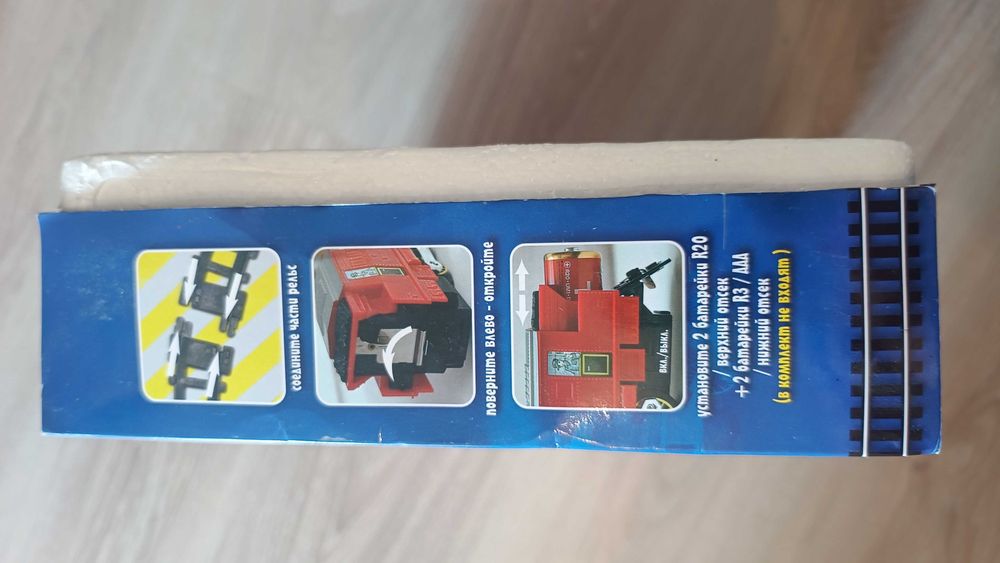 соедините части рельс
поверните влево - откройте
вкл./выкл.
установите 2 батарейки R20
/ верхний отсек
+ 2 батарейки R3 / ААА
/ нижний отсек
(в комплект не входят)